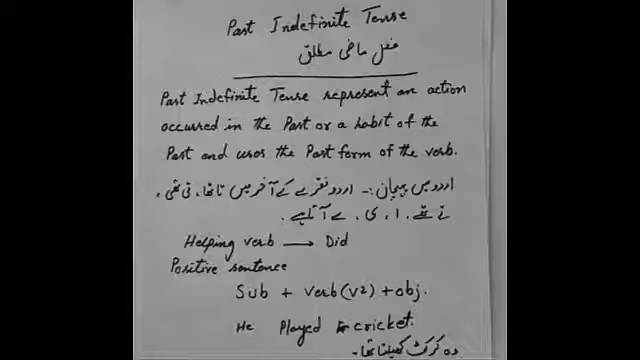 Past Indefinite Tense
فعل ماضی مطلق
Past Indefinite Tense represent an action
occurred in the Past or a habit of the
Past and uses the Past form of the verb.
اردو میں پہچان :- اردو فقرے کے آخر میں تا تھا، تی تھی،
تے تھے، ا، ی، ے آتا ہے۔
Helping verb → Did
Positive sentence
Sub + verb(v2) + obj.
He Played cricket.
وہ کرکٹ کھیلتا تھا۔